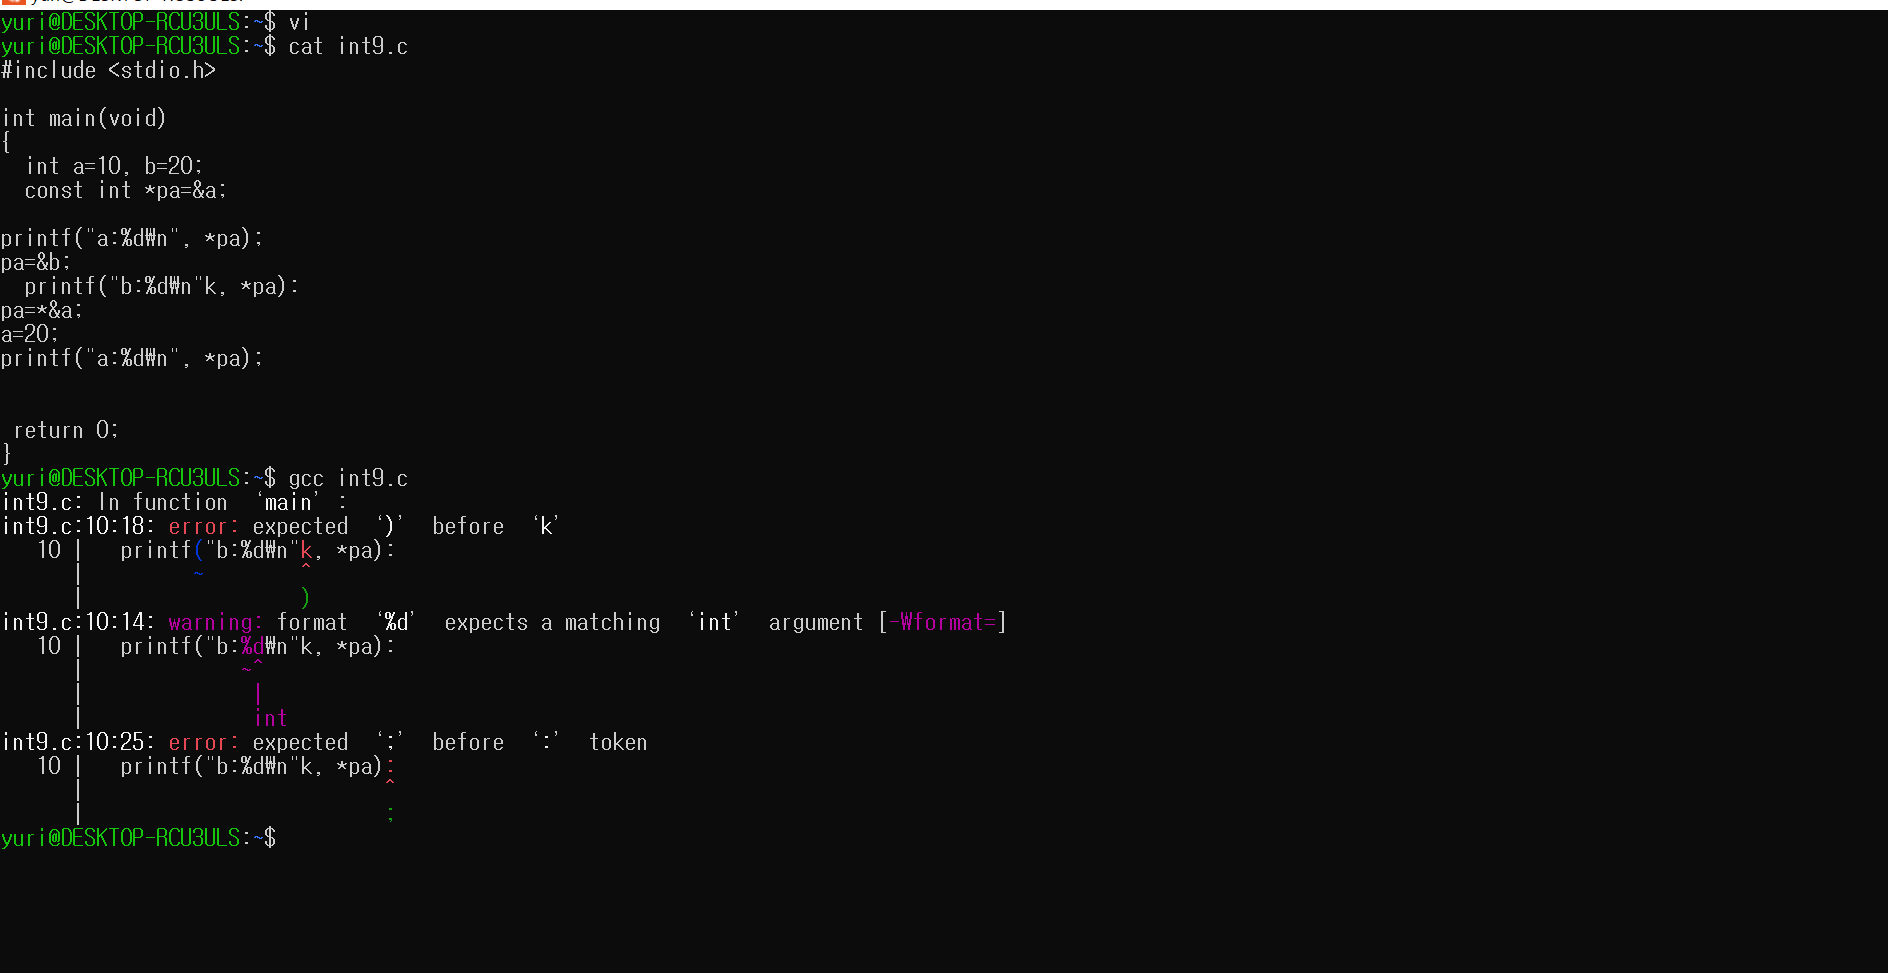 yuri@DESKTOP-RCU3ULS:~$ vi
yuri@DESKTOP-RCU3ULS:~$ cat int9.c
#include <stdio.h>
int main(void)
{
  int a=10, b=20;
  const int *pa=&a;
printf("a:%d₩n", *pa);
pa=&b;
  printf("b:%d₩n"k, *pa):
pa=*&a;
a=20;
printf("a:%d₩n", *pa);
 return 0;
}
yuri@DESKTOP-RCU3ULS:~$ gcc int9.c
int9.c: In function ‘main’ :
int9.c:10:18: error: expected ‘)’ before ‘k’
   10 |   printf("b:%d₩n"k, *pa):
      |         ~        ^
      |                  )
int9.c:10:14: warning: format ‘%d’ expects a matching ‘int’ argument [-Wformat=]
   10 |   printf("b:%d₩n"k, *pa):
      |             ~^
      |              |
      |              int
int9.c:10:25: error: expected ‘;’ before ‘:’ token
   10 |   printf("b:%d₩n"k, *pa):
      |                         ^
      |                         ;
yuri@DESKTOP-RCU3ULS:~$